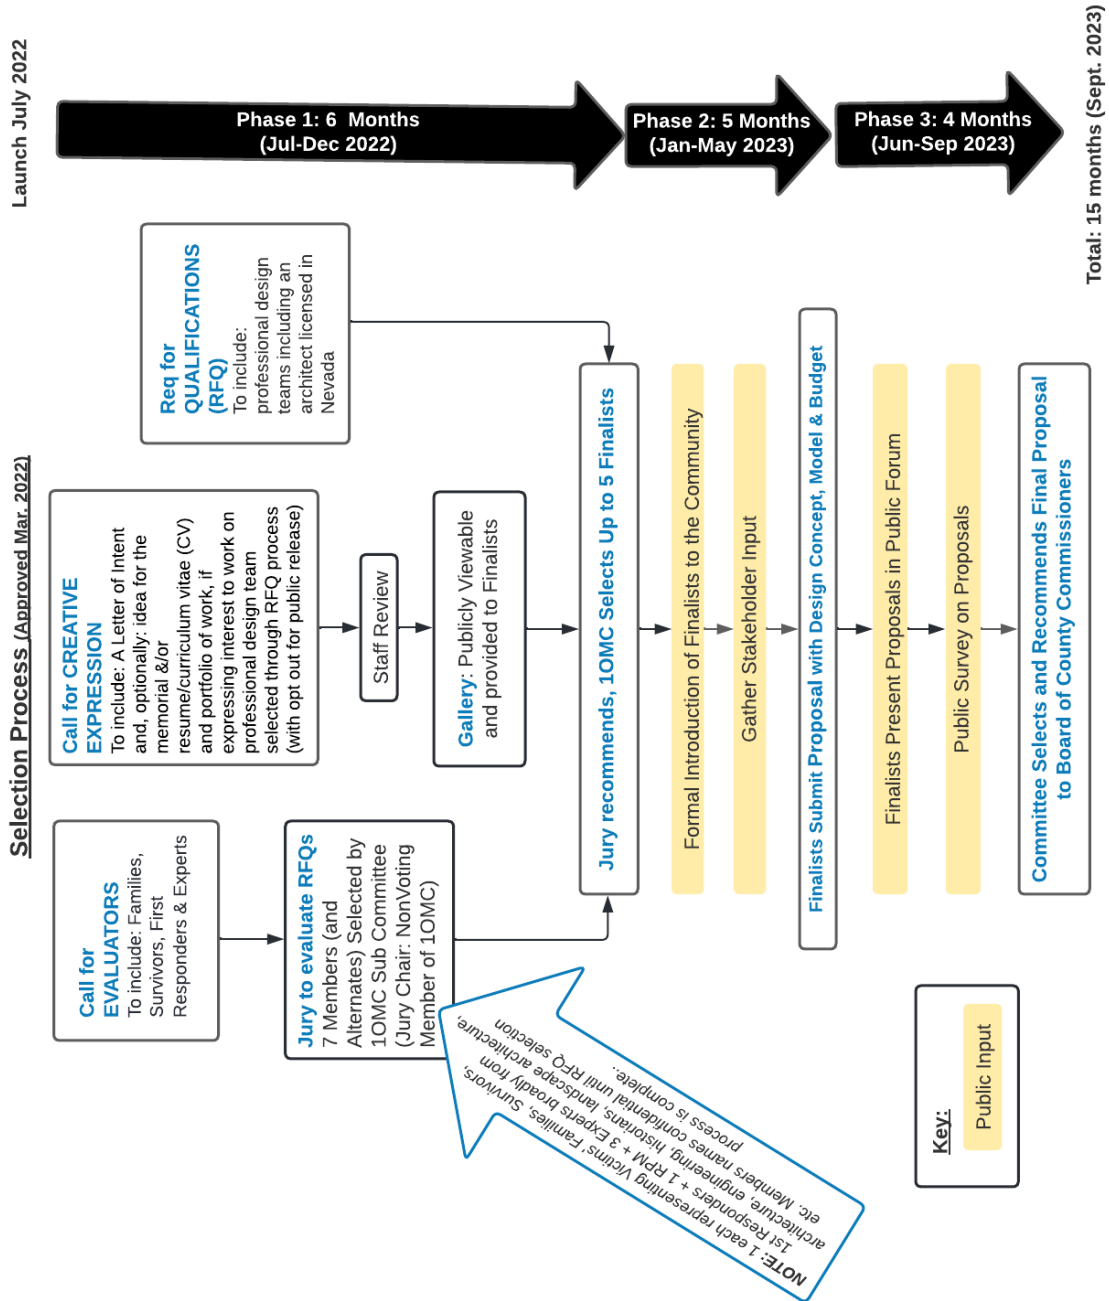 Selection Process (Approved Mar. 2022)
Launch July 2022
Phase 1: 6 Months
(Jul-Dec 2022)
Phase 2: 5 Months
(Jan-May 2023)
Phase 3: 4 Months
(Jun-Sep 2023)
Total: 15 months (Sept. 2023)
Call for
EVALUATORS
To include: Families,
Survivors, First
Responders & Experts
Call for CREATIVE
EXPRESSION
To include: A Letter of Intent
and, optionally: idea for the
memorial &/or
resume/curriculum vitae (CV)
and portfolio of work, if
expressing interest to work on
professional design team
selected through RFQ process
(with opt out for public release)
Req for
QUALIFICATIONS
(RFQ)
To include:
professional design
teams including an
architect licensed in
Nevada
Staff Review
Jury to evaluate RFQs
7 Members (and
Alternates) Selected by
1OMC Sub Committee
(Jury Chair: NonVoting
Member of 1OMC)
Gallery: Publicly Viewable
and provided to Finalists
NOTE: 1 each representing Victims' Families, Survivors,
1st Responders + 1 RPM + 3 Experts broadly from
architecture, engineering, historians, landscape architecture,
etc. Members names confidential until RFQ selection
process is complete..
Jury recommends, 1OMC Selects Up to 5 Finalists
Formal Introduction of Finalists to the Community
Gather Stakeholder Input
Finalists Submit Proposal with Design Concept, Model & Budget
Finalists Present Proposals in Public Forum
Public Survey on Proposals
Committee Selects and Recommends Final Proposal
to Board of County Commissioners
Key:
Public Input